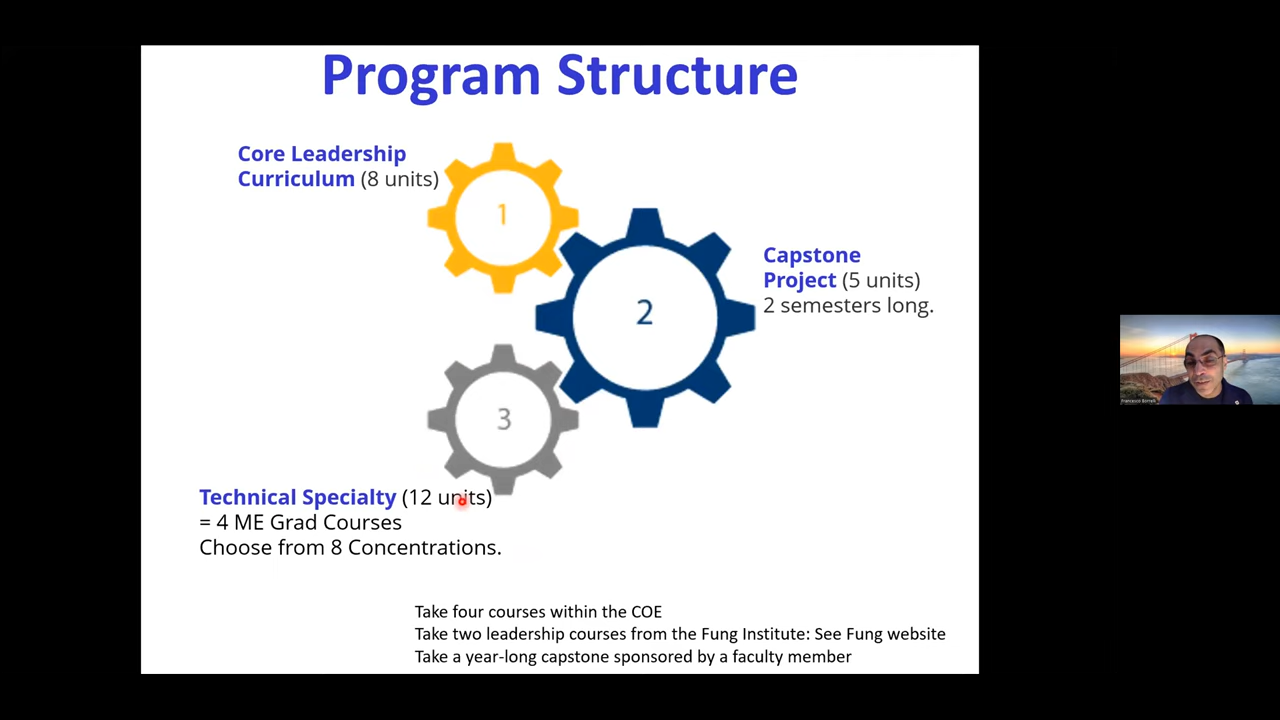 Program Structure
Core Leadership
Curriculum (8 units)
1
2
Capstone
Project (5 units)
2 semesters long.
3
Technical Specialty (12 units)
= 4 ME Grad Courses
Choose from 8 Concentrations.
Take four courses within the COE
Take two leadership courses from the Fung Institute: See Fung website
Take a year-long capstone sponsored by a faculty member
Francesco Borrelli